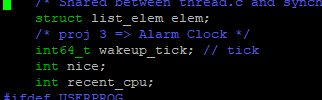 /* Shared between thread.c and synch
struct list_elem elem;
/* proj 3 => Alarm Clock */
int64_t wakeup_tick; // tick
int nice;
int recent_cpu;
#ifdef USERPROG